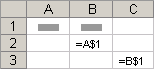 A B C
1
2 =A$1
3 =B$1